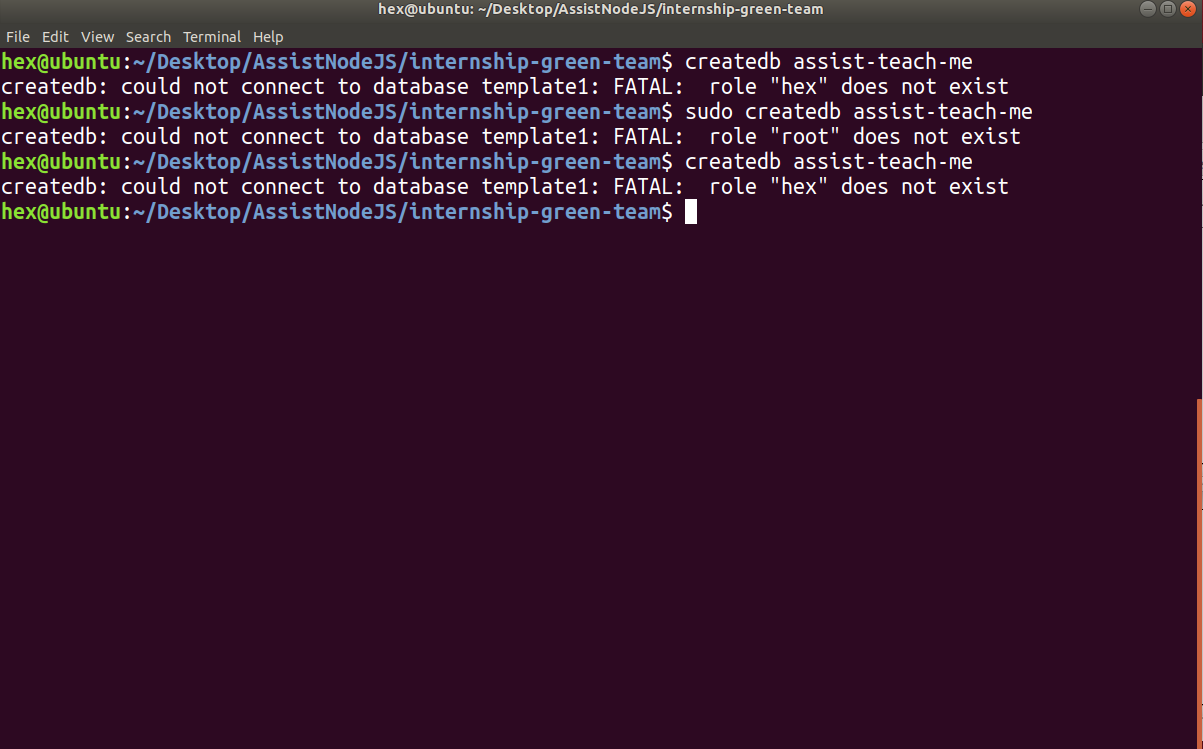 hex@ubuntu: ~/Desktop/AssistNodeJS/internship-green-team
File Edit View Search Terminal Help
hex@ubuntu:~/Desktop/AssistNodeJS/internship-green-team$ createdb assist-teach-me
createdb: could not connect to database template1: FATAL:  role "hex" does not exist
hex@ubuntu:~/Desktop/AssistNodeJS/internship-green-team$ sudo createdb assist-teach-me
createdb: could not connect to database template1: FATAL:  role "root" does not exist
hex@ubuntu:~/Desktop/AssistNodeJS/internship-green-team$ createdb assist-teach-me
createdb: could not connect to database template1: FATAL:  role "hex" does not exist
hex@ubuntu:~/Desktop/AssistNodeJS/internship-green-team$